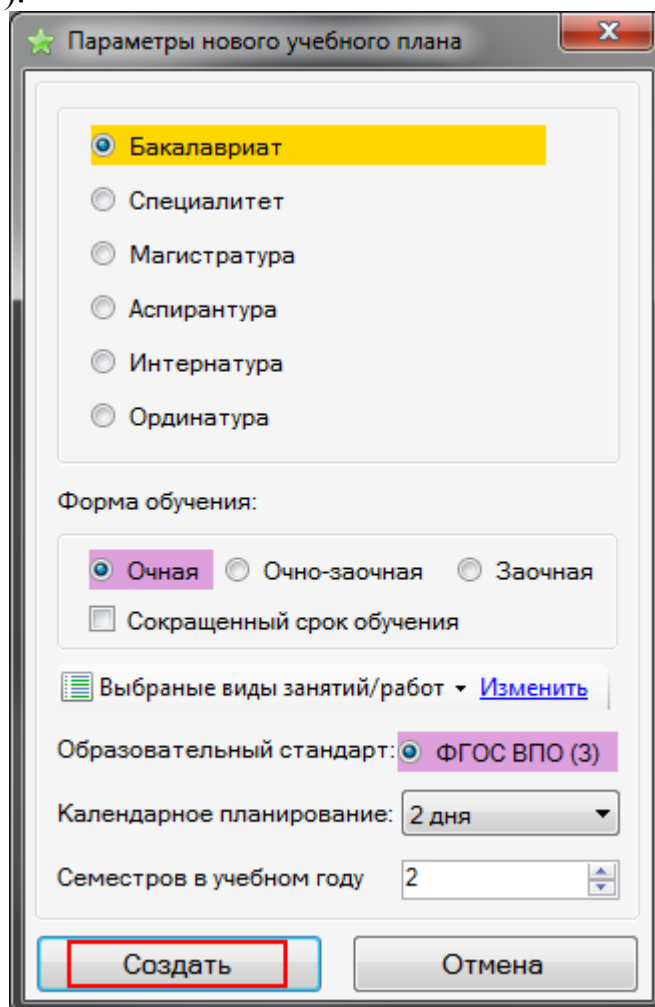 ).
Параметры нового учебного плана
Бакалавриат
Специалитет
Магистратура
Аспирантура
Интернатура
Ординатура
Форма обучения:
Очная Очно-заочная Заочная
Сокращенный срок обучения
Выбраные виды занятий/работ Изменить
Образовательный стандарт: ФГОС ВПО (3)
Календарное планирование: 2 дня
Семестров в учебном году 2
Создать Отмена